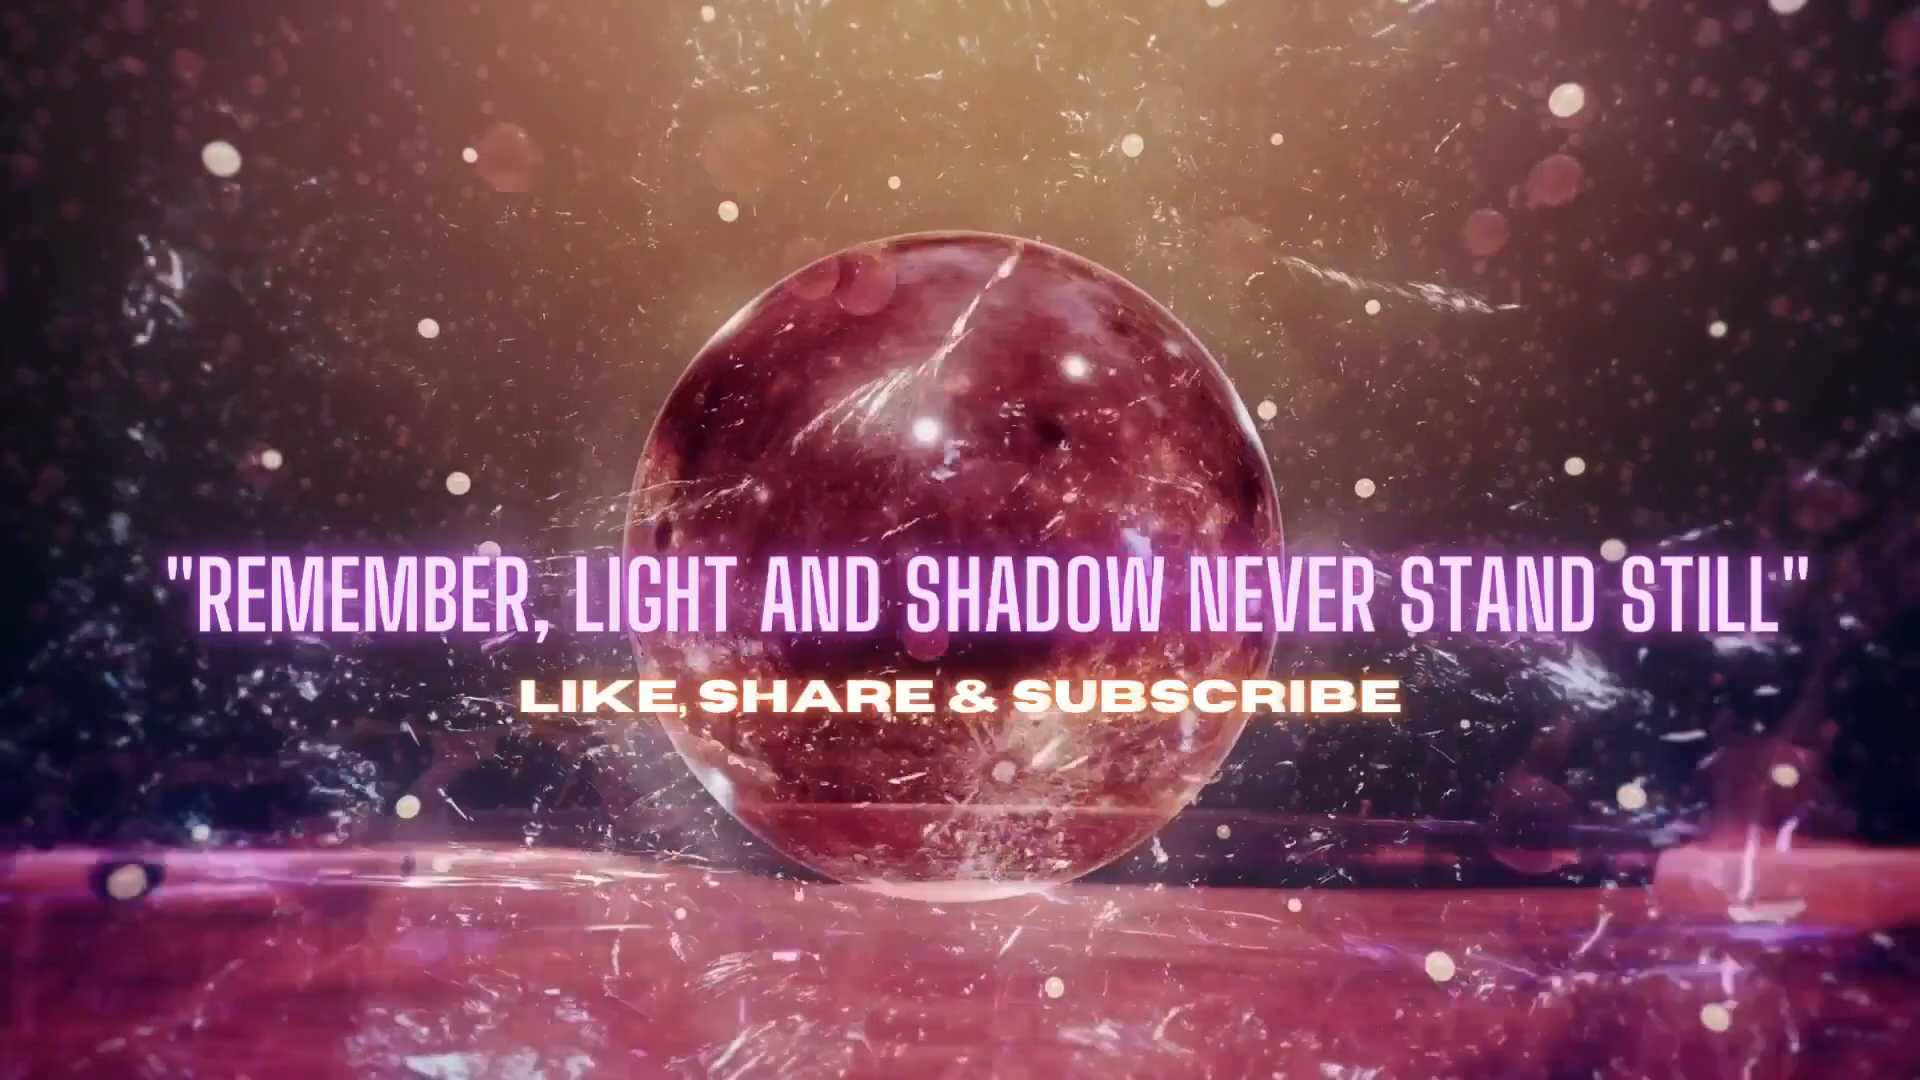 "REMEMBER, LIGHT AND SHADOW NEVER STAND STILL"
LIKE, SHARE & SUBSCRIBE